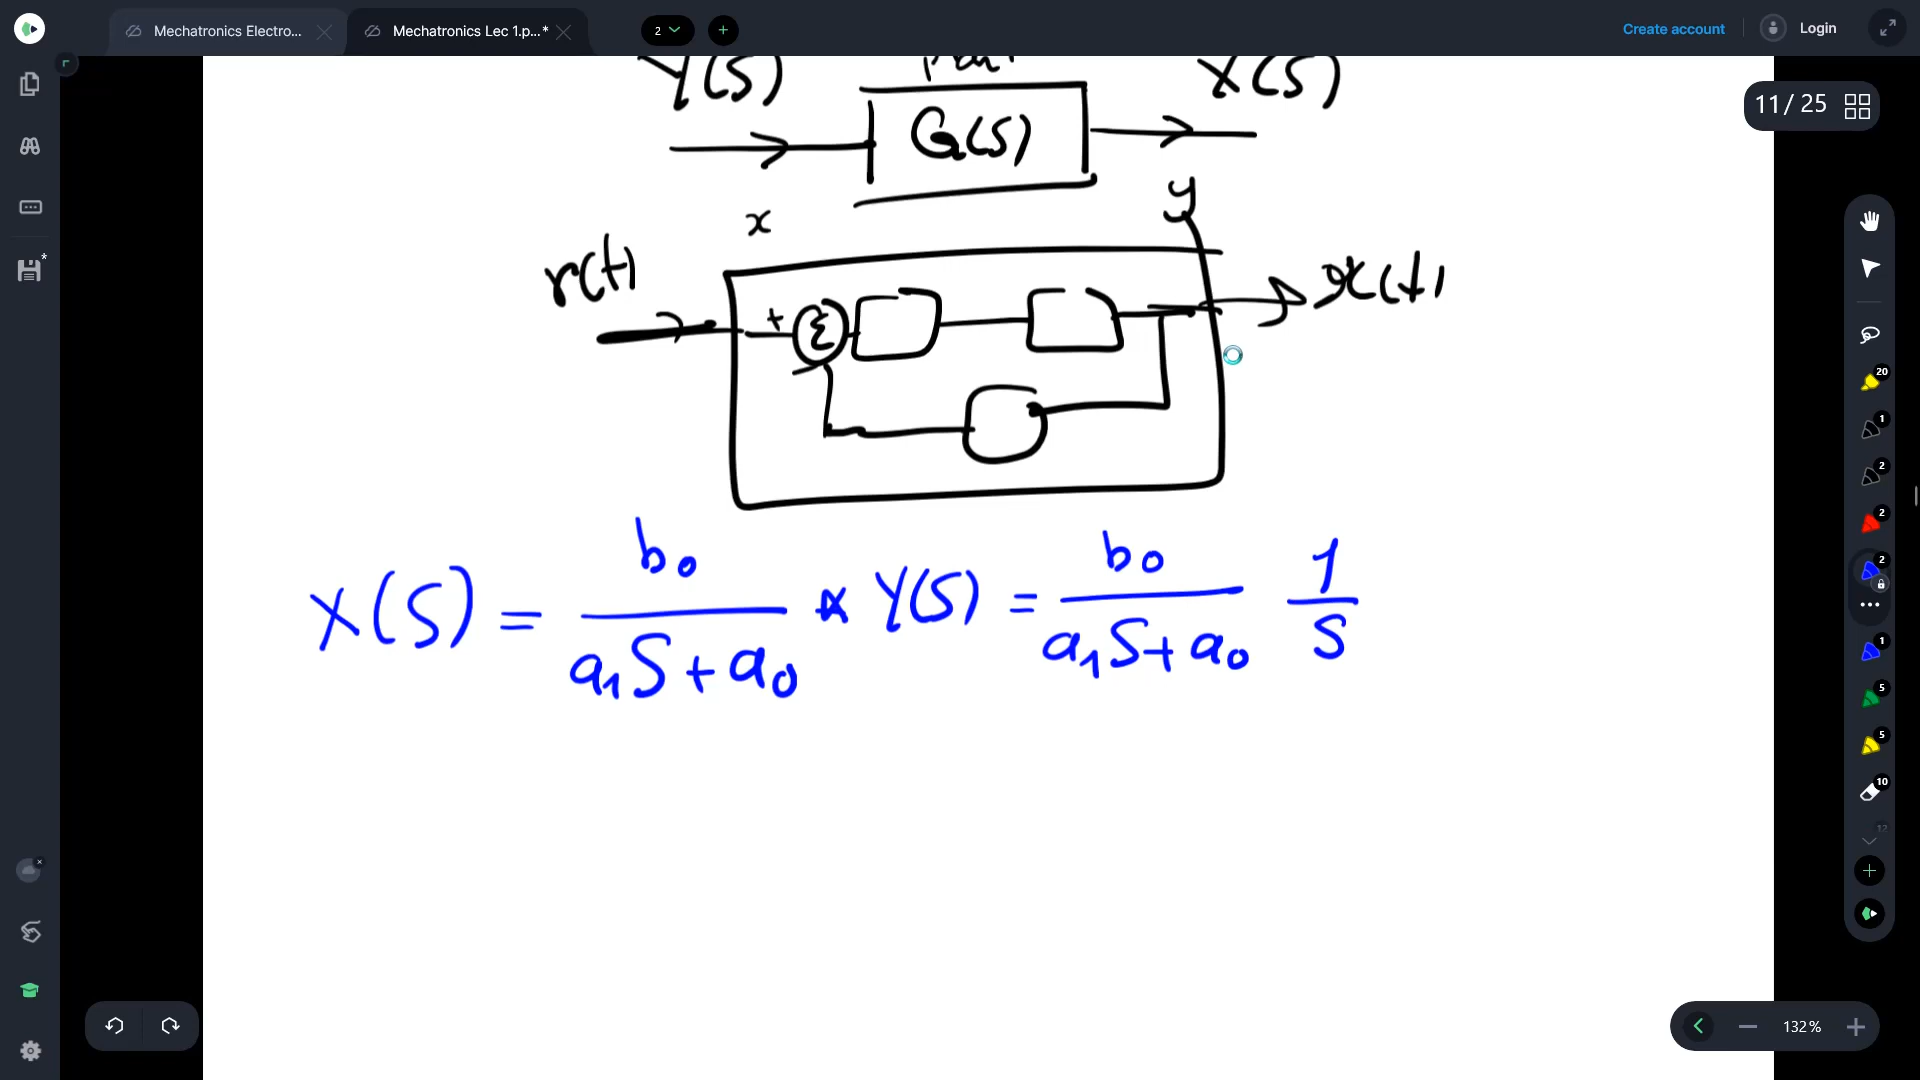 Mechatronics Electro...
Mechatronics Lec 1.p...*
2
Create account
Login
11 / 25
Y(S)
X(S)
G(S)
x
y
r(t)
x(t)
+
Σ
X(S) = b₀ / (a₁S + a₀) * Y(S) = b₀ / (a₁S + a₀) 1/S
20
1
2
2
2
1
5
5
10
12
132%